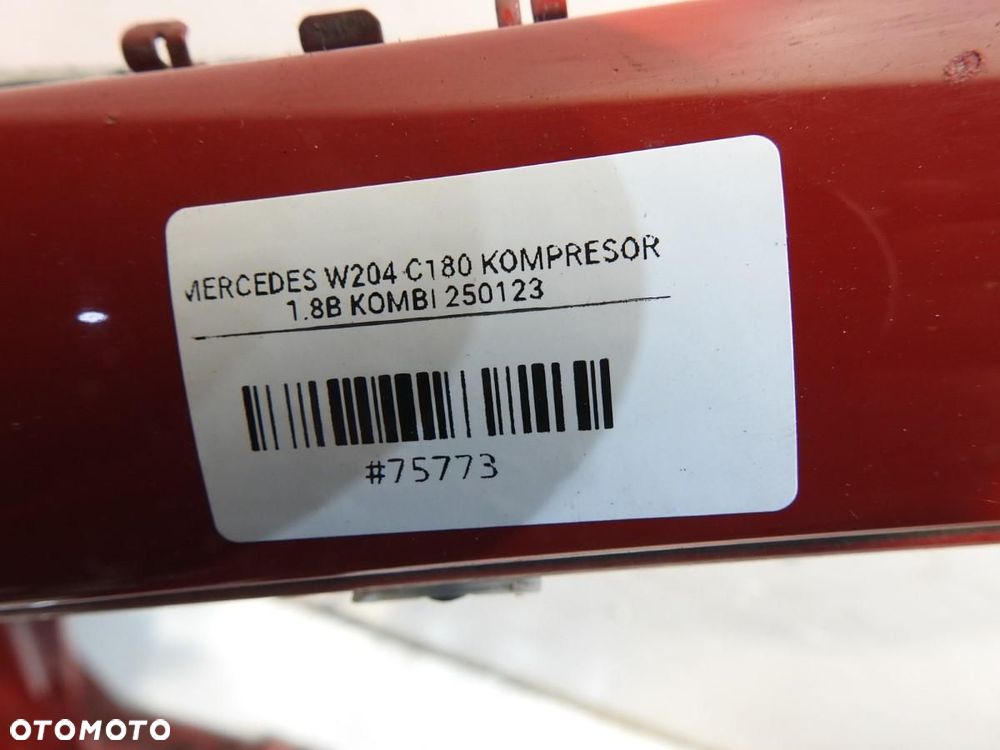 MERCEDES W204 C180 KOMPRESOR
1.8B KOMBI 250123
#75773
OTOMOTO